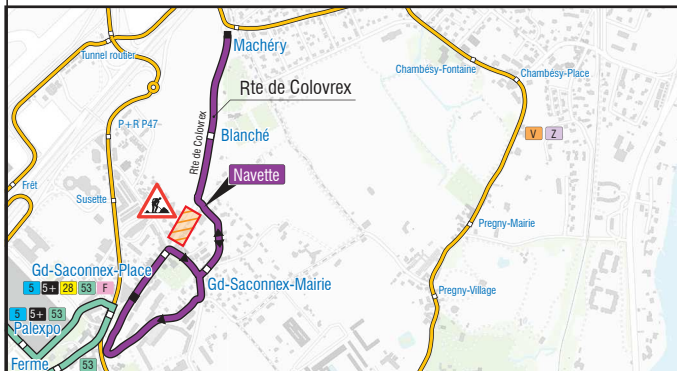 Machéry
Tunnel routier
Chambésy-Fontaine
Chambésy-Place
Rte de Colovrex
P+R P47
Rte de Colovrex
Blanché
V Z
Navette
Frêt
Susette
Pregny-Mairie
Gd-Saconnex-Place
5 5+ 28 53 F
Gd-Saconnex-Mairie
Pregny-Village
5 5+ 53
Palexpo
Ferme
53